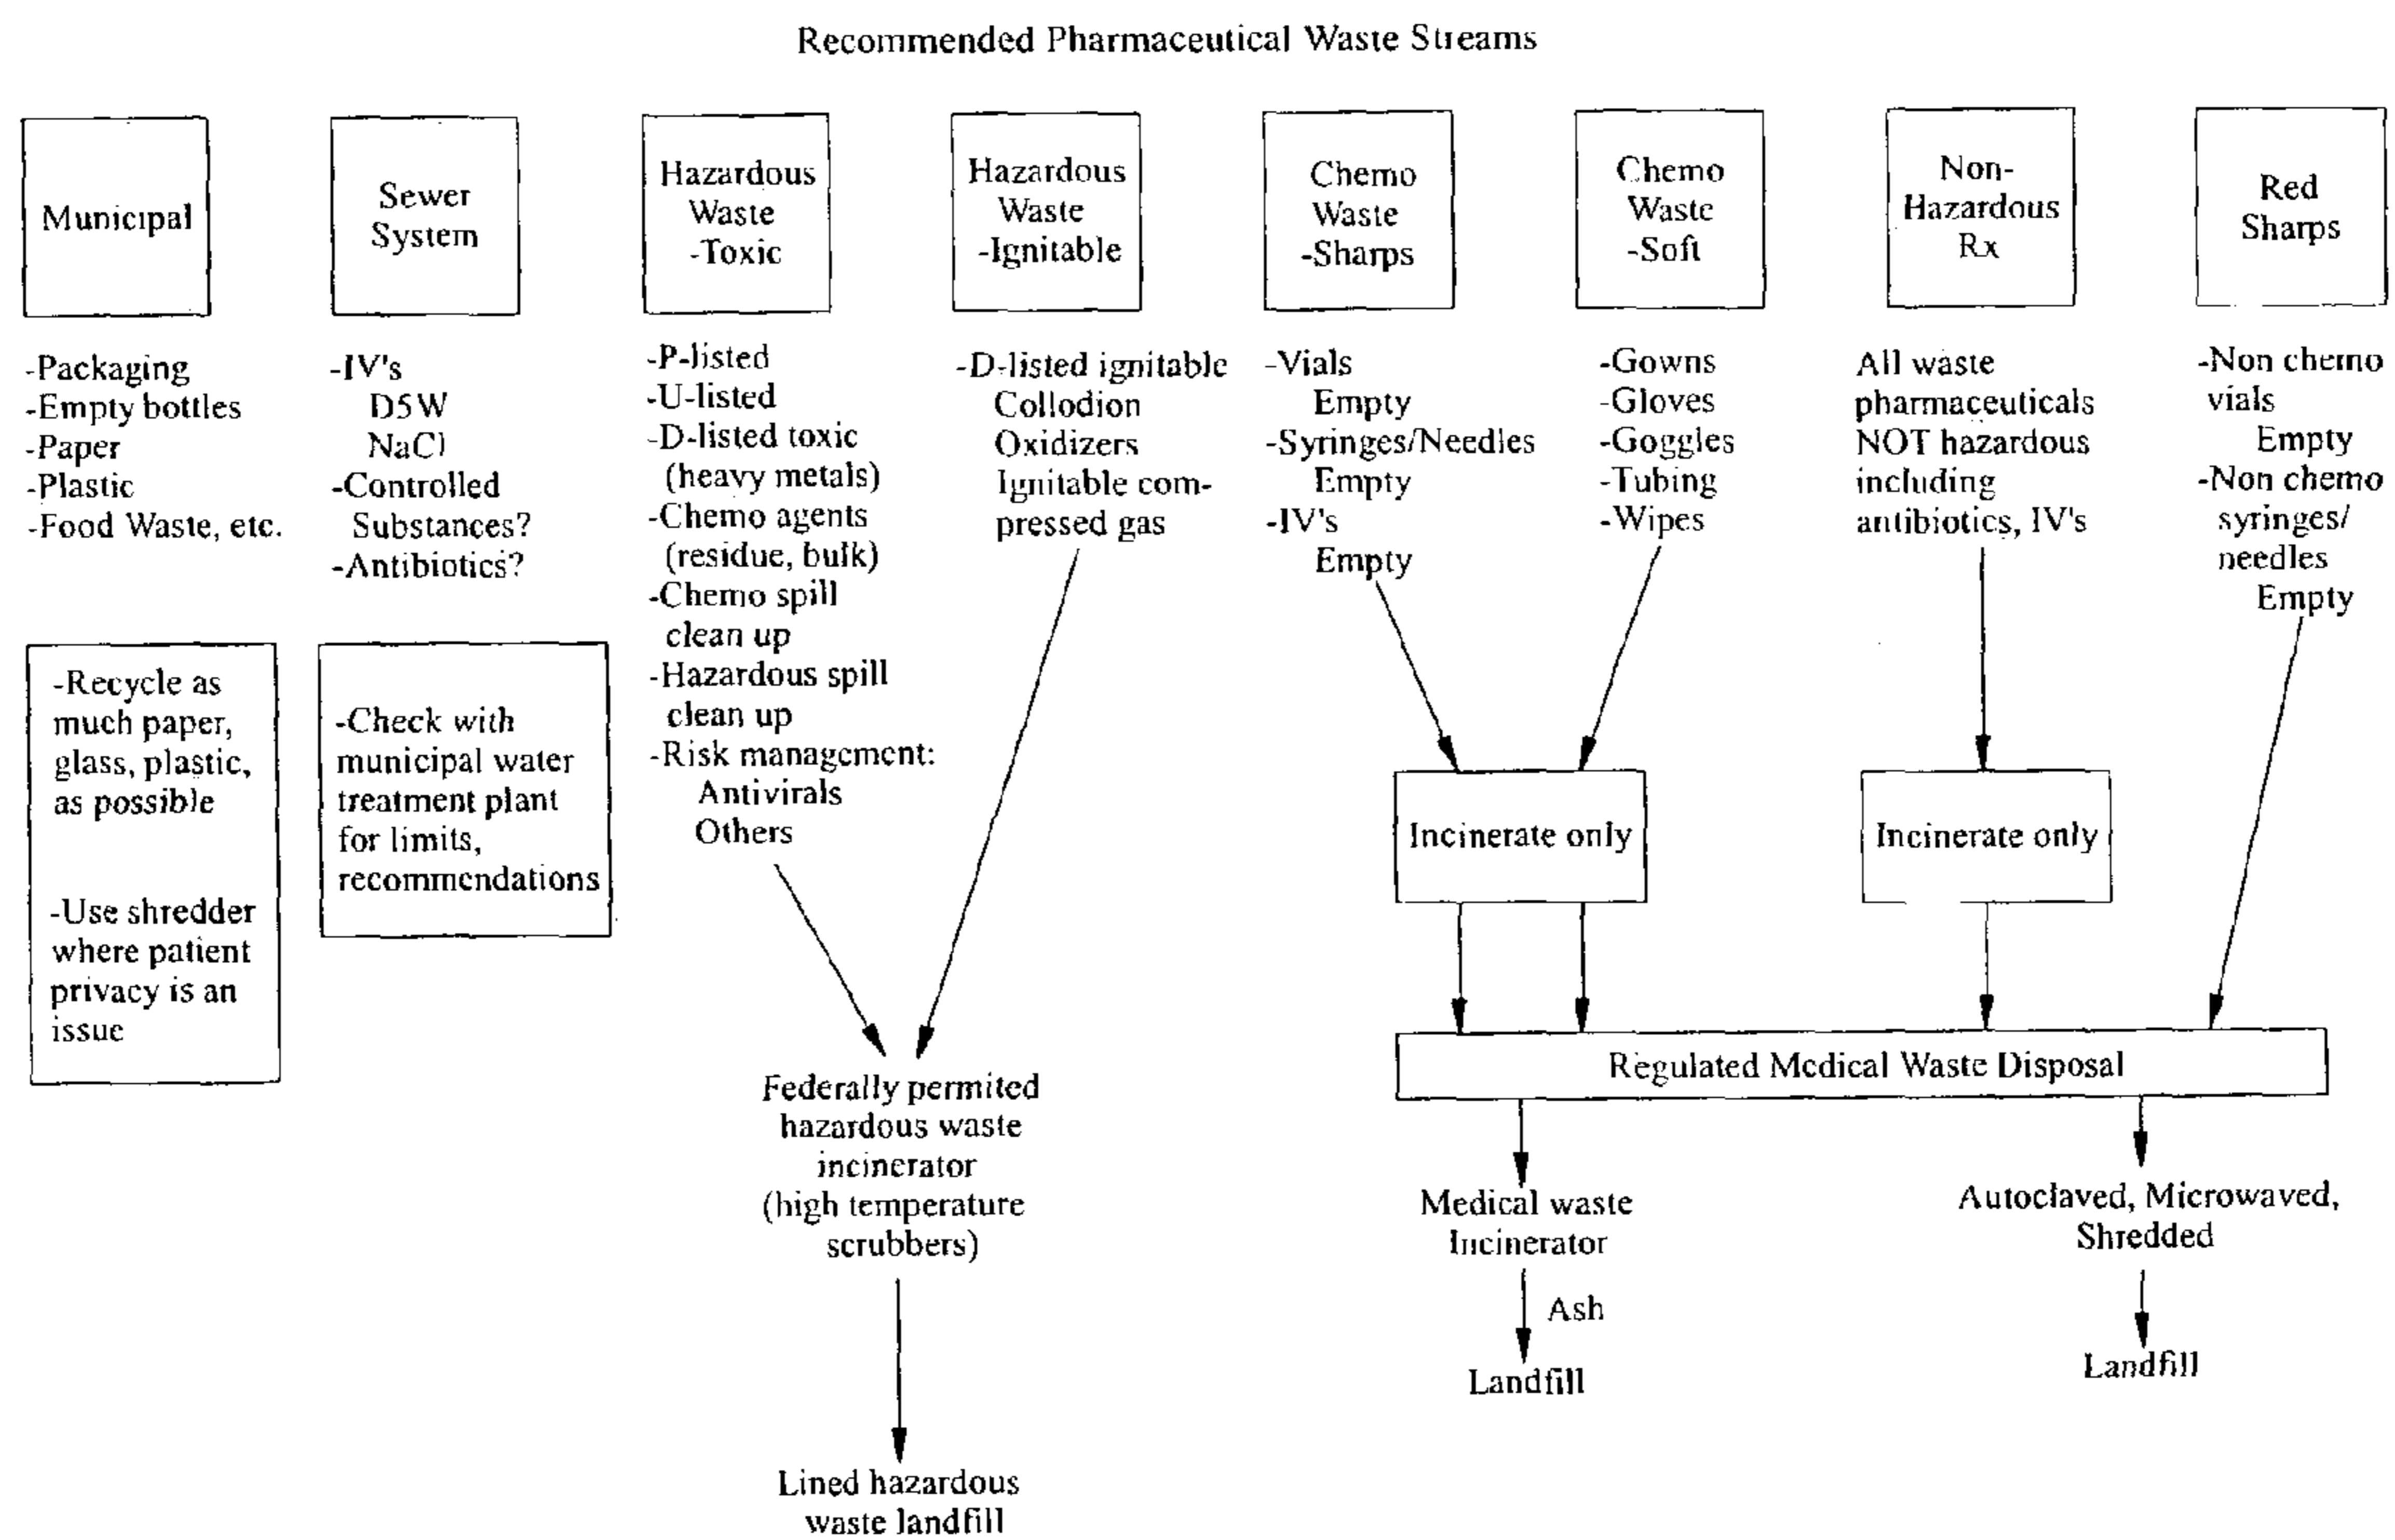 Recommended Pharmaceutical Waste Streams
Municipal
-Packaging
-Empty bottles
-Paper
-Plastic
-Food Waste, etc.
-Recycle as
much paper,
glass, plastic,
as possible
-Use shredder
where patient
privacy is an
issue
Sewer
System
-IV's
D5W
NaCl
-Controlled
Substances?
-Antibiotics?
-Check with
municipal water
treatment plant
for limits,
recommendations
Hazardous
Waste
-Toxic
-P-listed
-U-listed
-D-listed toxic
(heavy metals)
-Chemo agents
(residue, bulk)
-Chemo spill
clean up
-Hazardous spill
clean up
-Risk management:
Antivirals
Others
Hazardous
Waste
-Ignitable
-D-listed ignitable
Collodion
Oxidizers
Ignitable com-
pressed gas
Federally permited
hazardous waste
incinerator
(high temperature
scrubbers)
Lined hazardous
waste landfill
Chemo
Waste
-Sharps
-Vials
Empty
-Syringes/Needles
Empty
-IV's
Empty
Chemo
Waste
-Soft
-Gowns
-Gloves
-Goggles
-Tubing
-Wipes
Incinerate only
Non-
Hazardous
Rx
All waste
pharmaceuticals
NOT hazardous
including
antibiotics, IV's
Incinerate only
Red
Sharps
-Non chemo
vials
Empty
-Non chemo
syringes/
needles
Empty
Regulated Medical Waste Disposal
Medical waste
Incinerator
Ash
Landfill
Autoclaved, Microwaved,
Shredded
Landfill